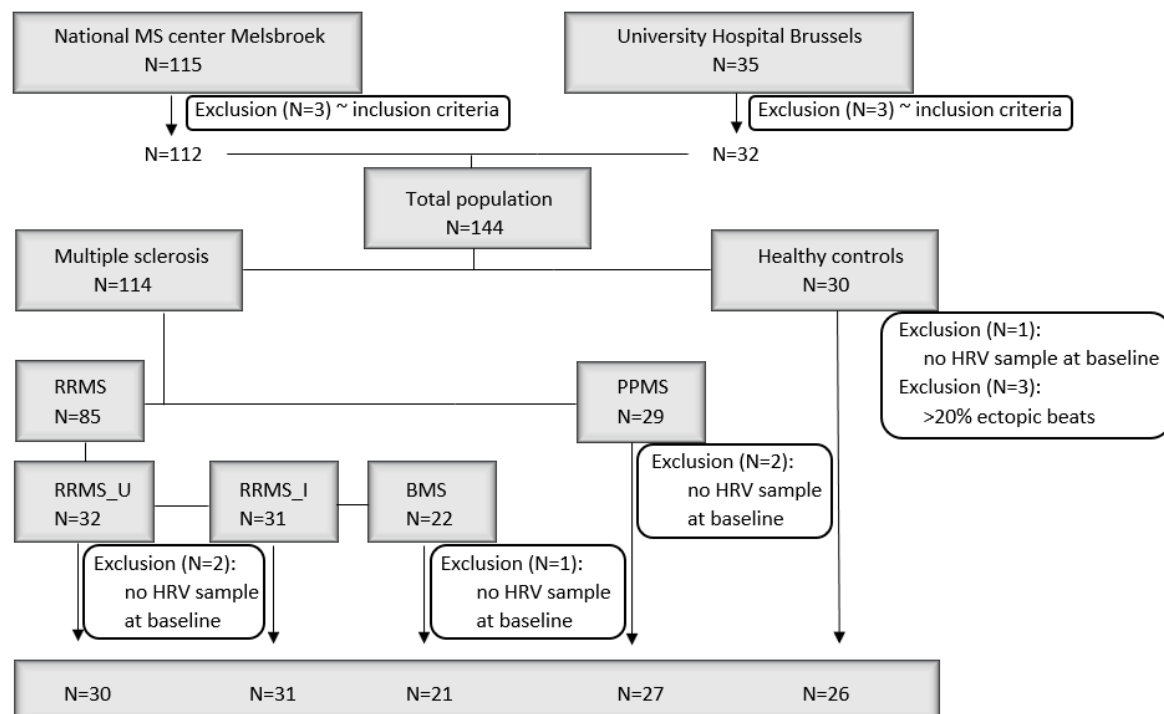 National MS center Melsbroek
N=115
University Hospital Brussels
N=35
Exclusion (N=3) ~ inclusion criteria
Exclusion (N=3) ~ inclusion criteria
N=112
N=32
Total population
N=144
Multiple sclerosis
N=114
Healthy controls
N=30
Exclusion (N=1):
no HRV sample at baseline
Exclusion (N=3):
>20% ectopic beats
RRMS
N=85
PPMS
N=29
Exclusion (N=2):
no HRV sample
at baseline
RRMS_U
N=32
RRMS_I
N=31
BMS
N=22
Exclusion (N=2):
no HRV sample
at baseline
Exclusion (N=1):
no HRV sample
at baseline
N=30
N=31
N=21
N=27
N=26